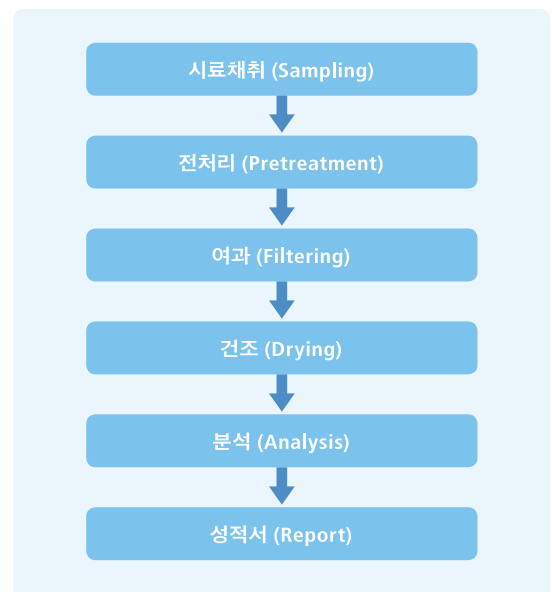 시료채취 (Sampling)
전처리 (Pretreatment)
여과 (Filtering)
건조 (Drying)
분석 (Analysis)
성적서 (Report)